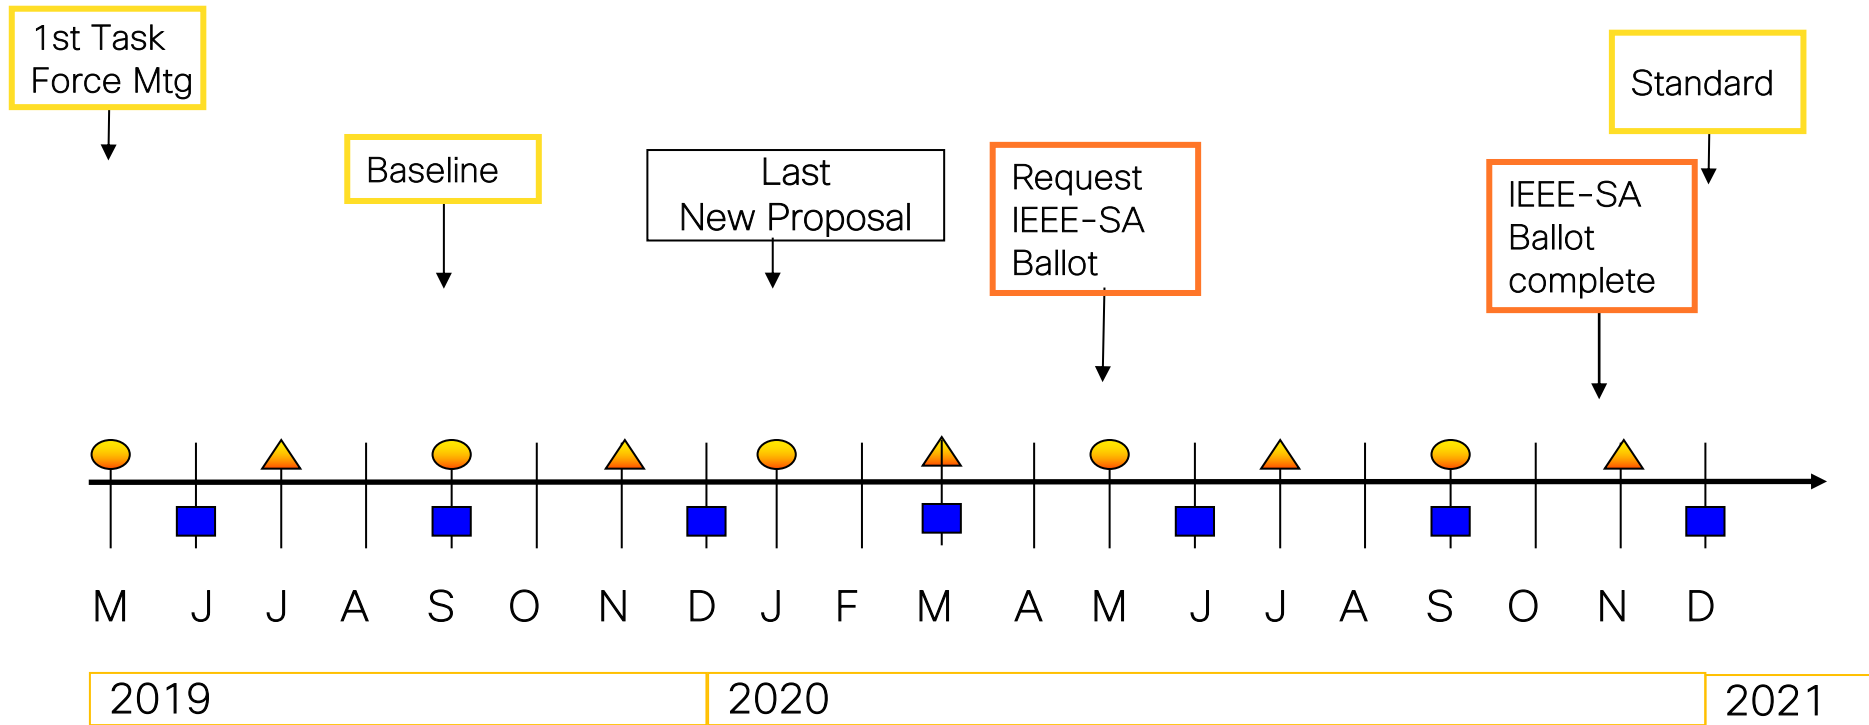 1st Task
Force Mtg
Standard
Baseline
Last
New Proposal
Request
IEEE-SA
Ballot
IEEE-SA
Ballot
complete
M J J A S O N D J F M A M J J A S O N D
2019 2020 2021